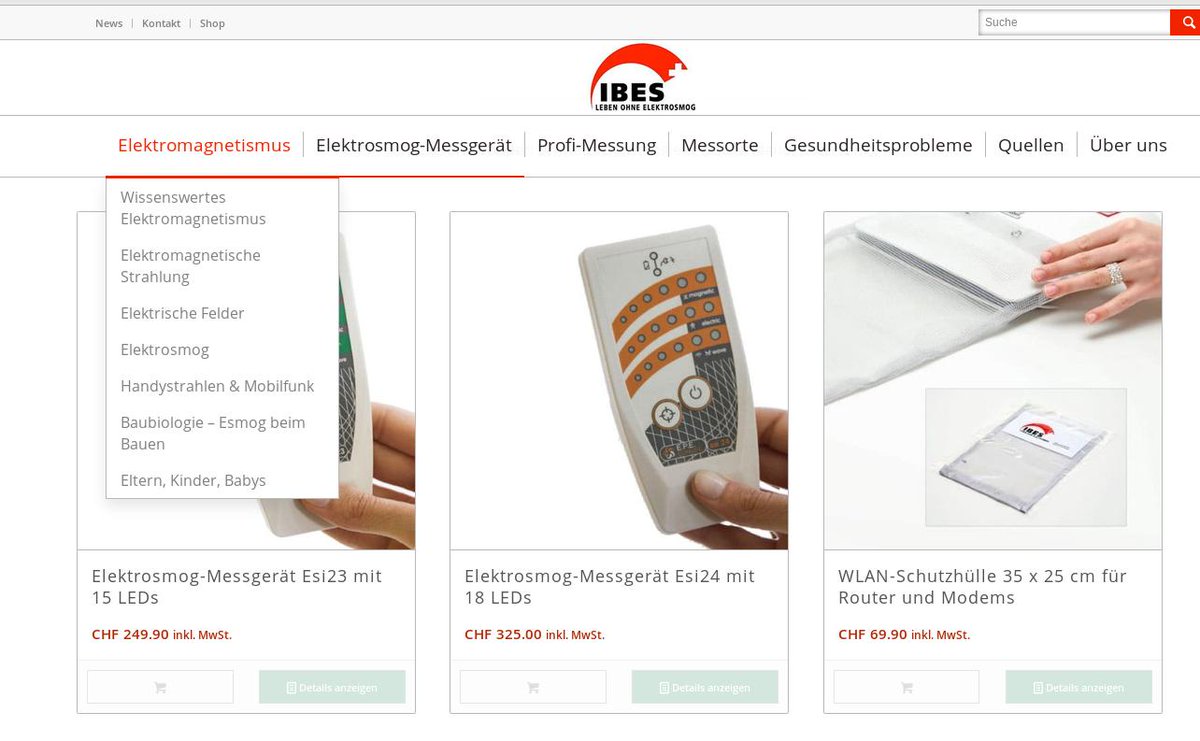 News
Kontakt
Shop
Suche
IBES
LEBEN OHNE ELEKTROSMOG
Elektromagnetismus
Elektrosmog-Messgerät
Profi-Messung
Messorte
Gesundheitsprobleme
Quellen
Über uns
Wissenswertes
Elektromagnetismus
Elektromagnetische
Strahlung
Elektrische Felder
Elektrosmog
Handystrahlen & Mobilfunk
Baubiologie – Esmog beim
Bauen
Eltern, Kinder, Babys
magnetic
electric
hf-wave
IBES
Elektrosmog-Messgerät Esi23 mit
15 LEDs
CHF 249.90 inkl. MwSt.
Details anzeigen
Elektrosmog-Messgerät Esi24 mit
18 LEDs
CHF 325.00 inkl. MwSt.
Details anzeigen
WLAN-Schutzhülle 35 x 25 cm für
Router und Modems
CHF 69.90 inkl. MwSt.
Details anzeigen